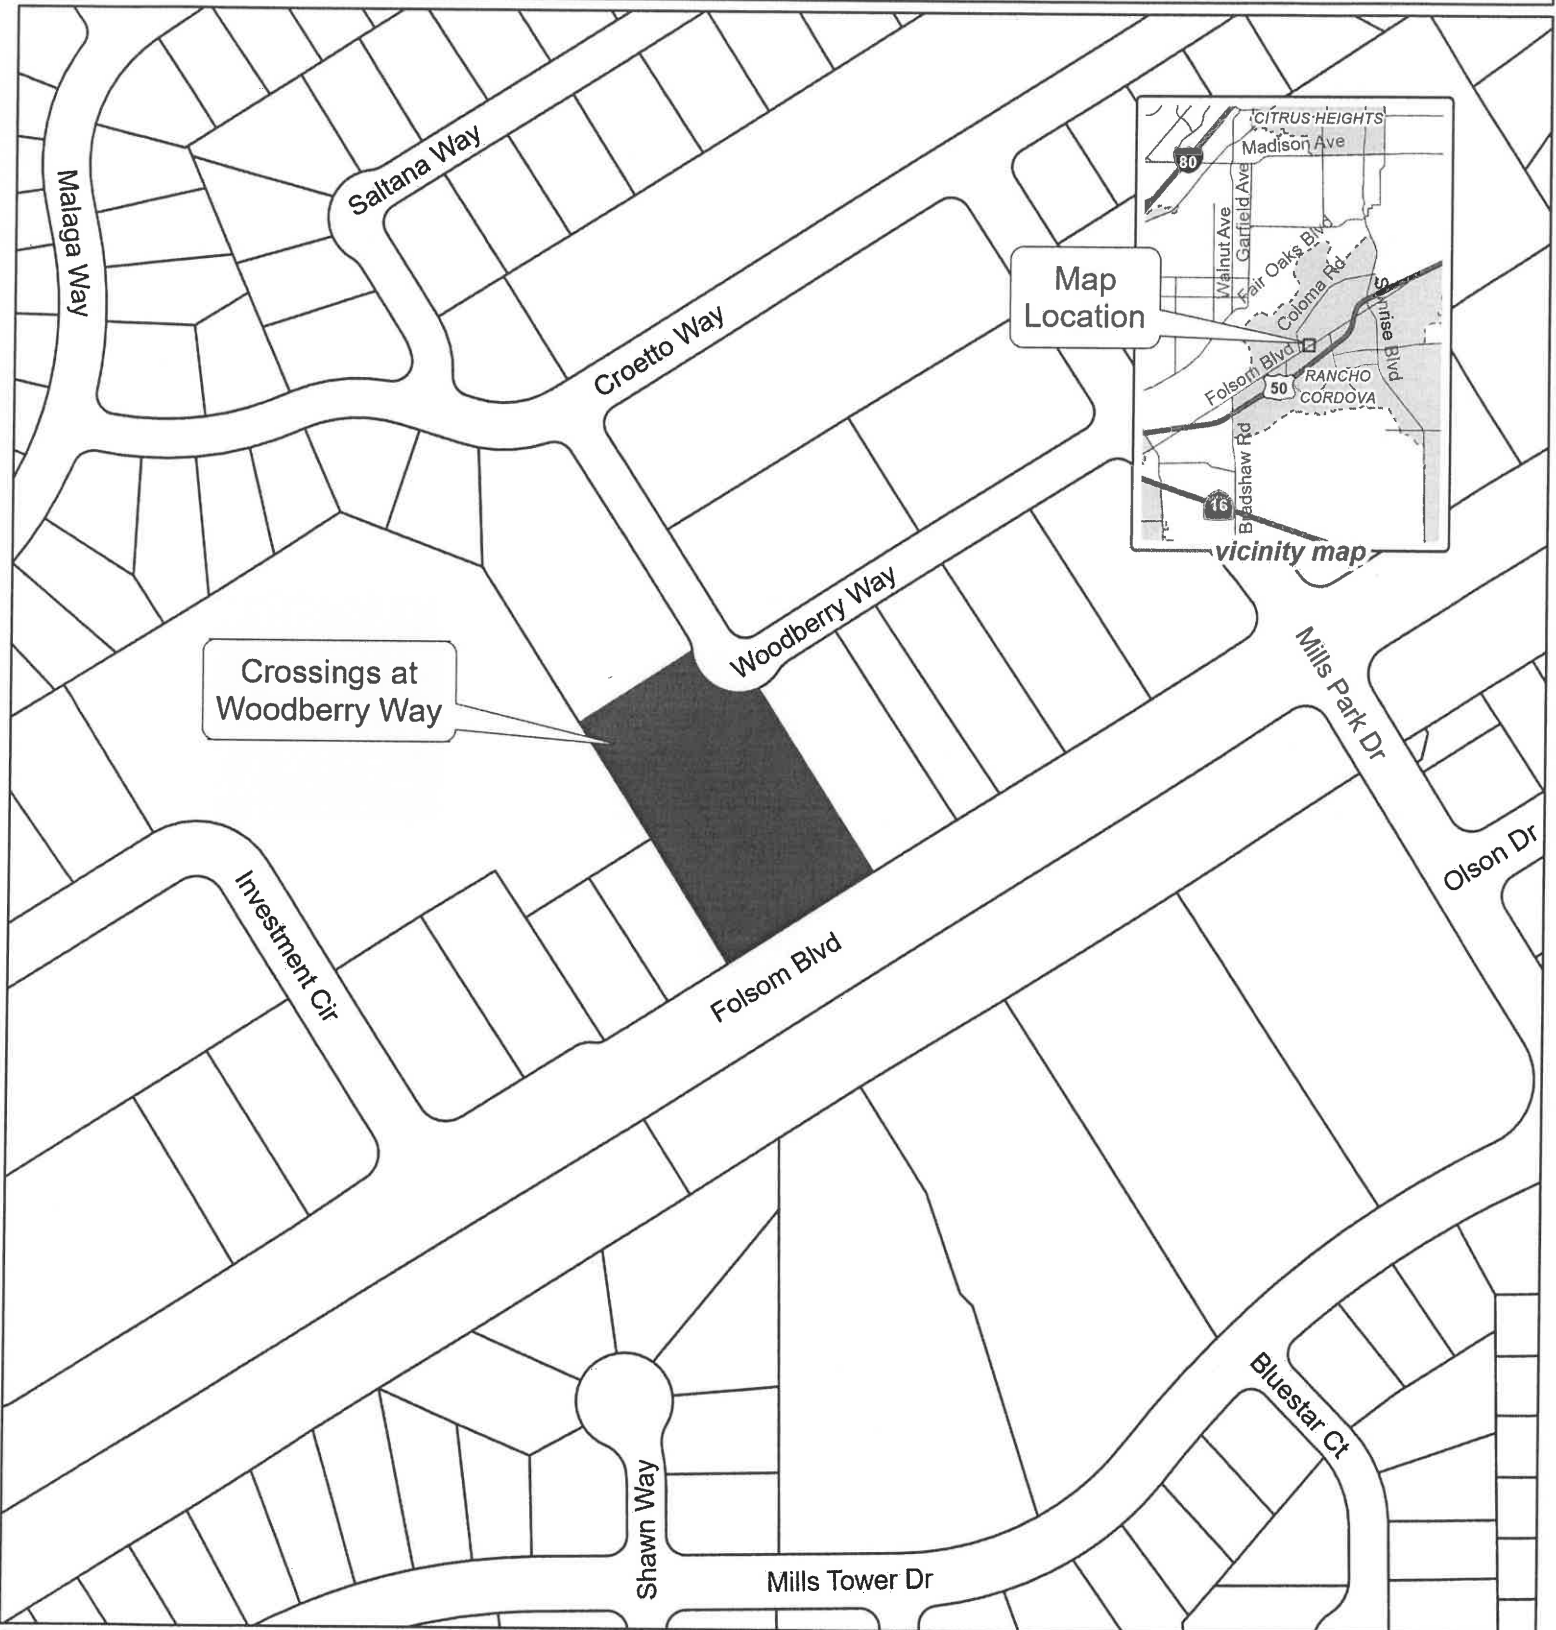 CITRUS HEIGHTS
Madison Ave
80
Saltana Way
Malaga Way
Walnut Ave
Garfield Ave
Fair Oaks Blvd
Coloma Rd
Sunrise Blvd
Map
Location
Croetto Way
Folsom Blvd
50
RANCHO
CORDOVA
Bradshaw Rd
16
vicinity map
Woodberry Way
Crossings at
Woodberry Way
Mills Park Dr
Olson Dr
Investment Cir
Folsom Blvd
Bluestar Ct
Shawn Way
Mills Tower Dr